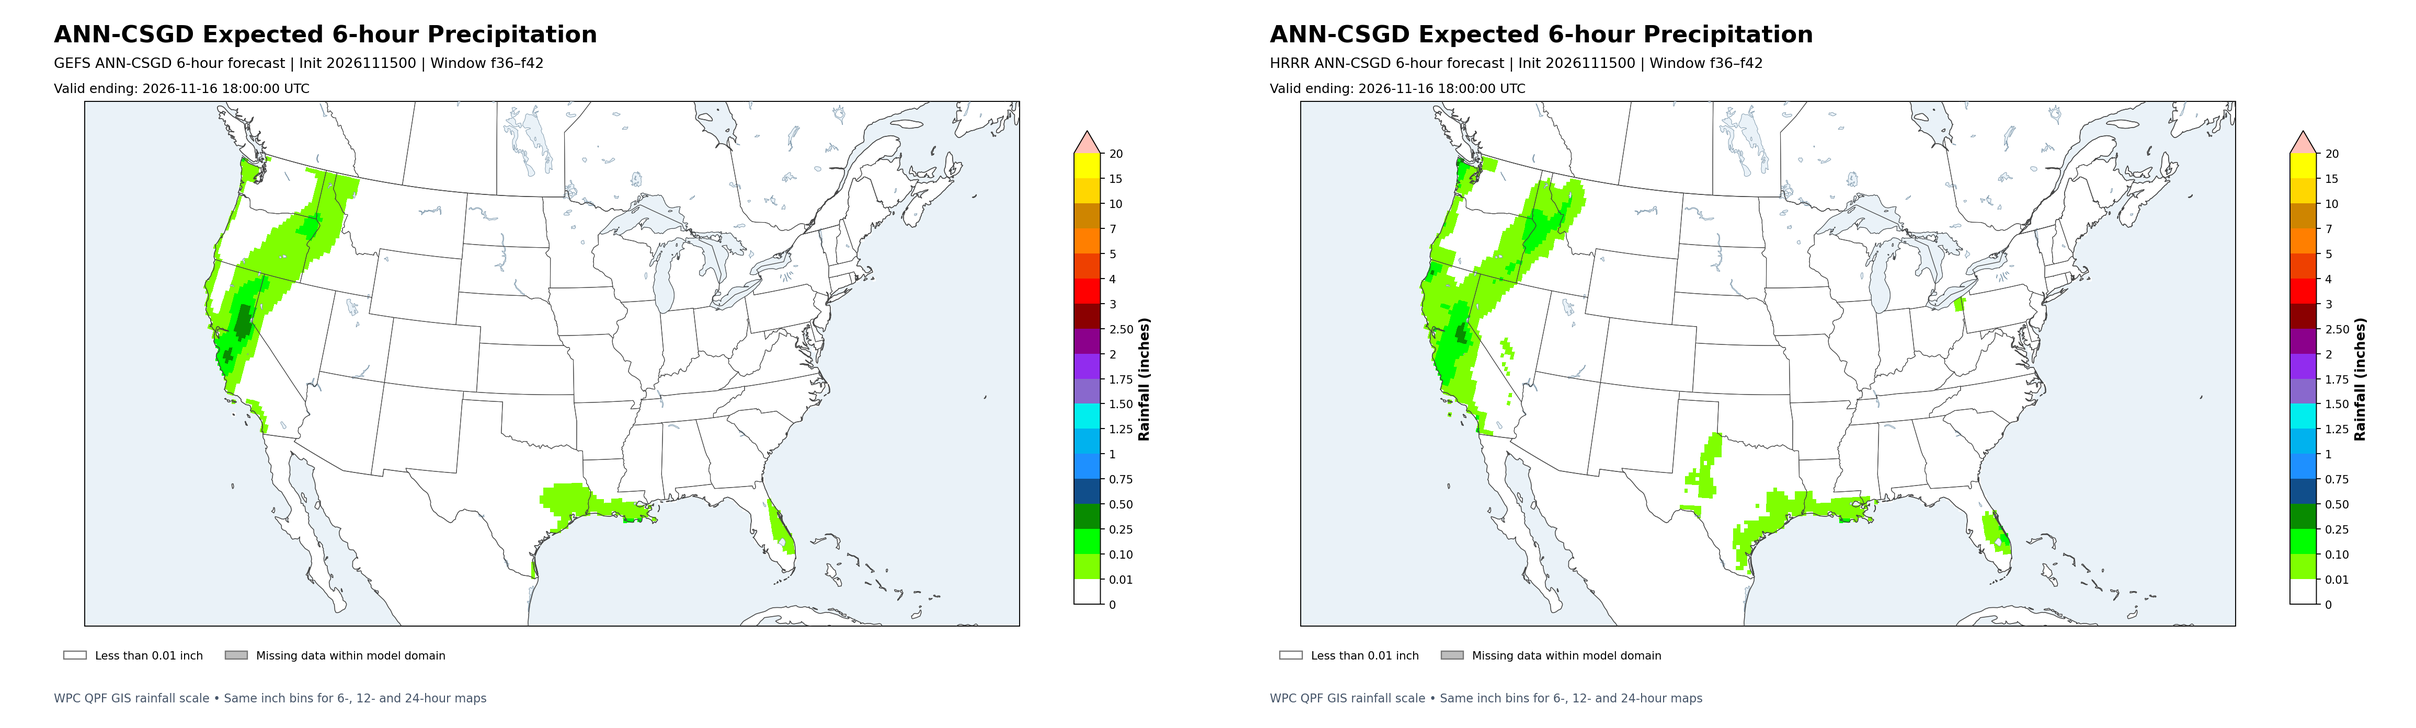 ANN-CSGD Expected 6-hour Precipitation
GEFS ANN-CSGD 6-hour forecast | Init 2026111500 | Window f36–f42
Valid ending: 2026-11-16 18:00:00 UTC
20
15
10
7
5
4
3
2.50
2
1.75
1.50
1.25
1
0.75
0.50
0.25
0.10
0.01
0
Rainfall (inches)
Less than 0.01 inch
Missing data within model domain
WPC QPF GIS rainfall scale • Same inch bins for 6-, 12- and 24-hour maps
ANN-CSGD Expected 6-hour Precipitation
HRRR ANN-CSGD 6-hour forecast | Init 2026111500 | Window f36–f42
Valid ending: 2026-11-16 18:00:00 UTC
20
15
10
7
5
4
3
2.50
2
1.75
1.50
1.25
1
0.75
0.50
0.25
0.10
0.01
0
Rainfall (inches)
Less than 0.01 inch
Missing data within model domain
WPC QPF GIS rainfall scale • Same inch bins for 6-, 12- and 24-hour maps